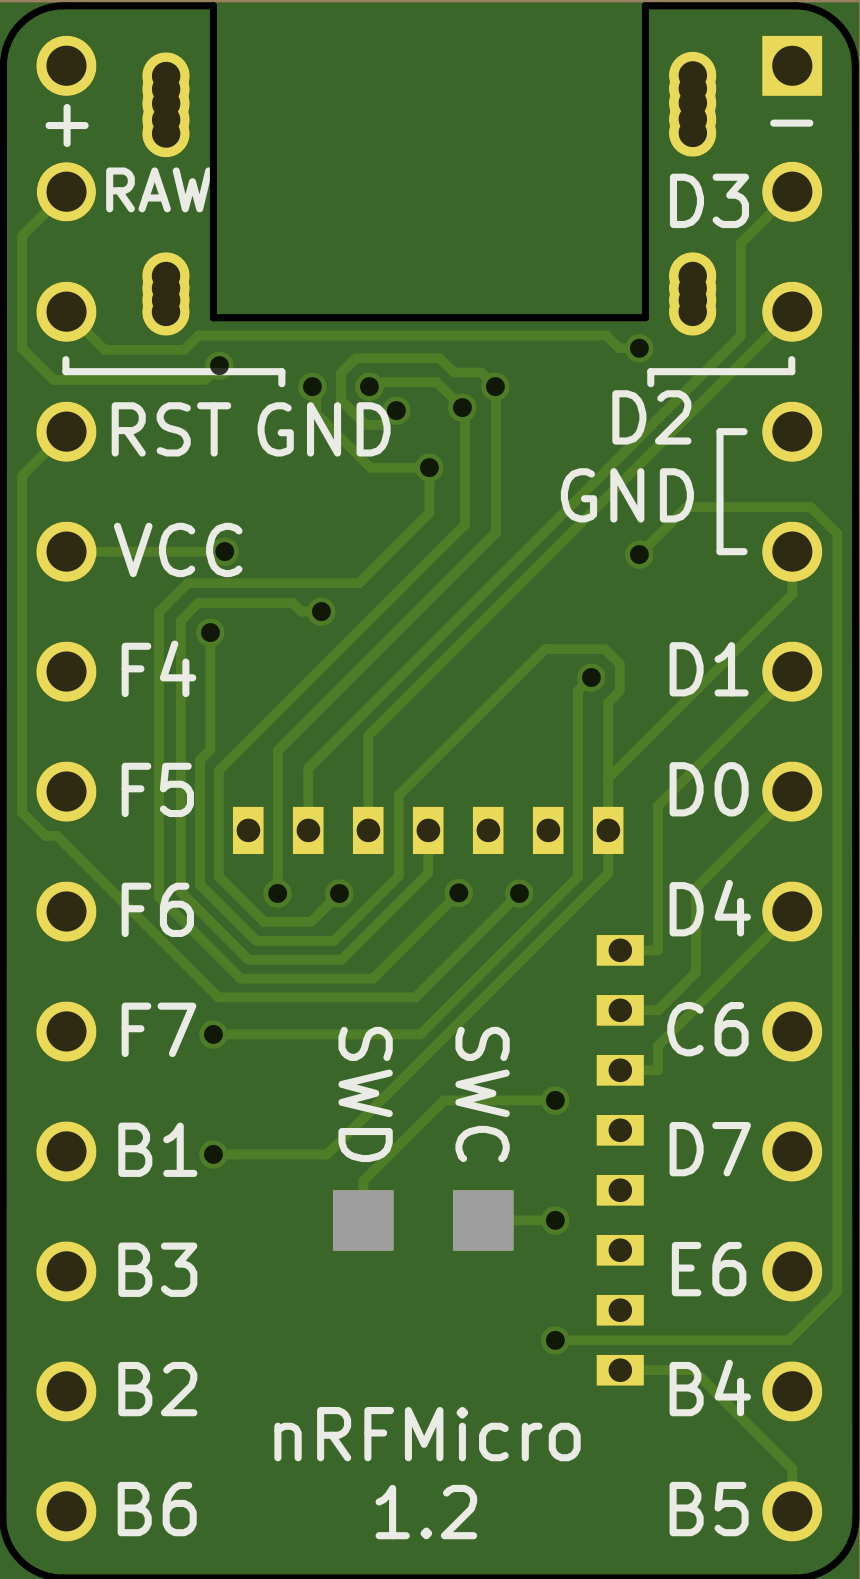 + −
RAW D3
RST GND D2
GND
VCC
F4 D1
F5 D0
F6 D4
F7 C6
SWD SWC
B1 D7
B3 E6
B2 B4
nRFMicro
1.2
B6 B5